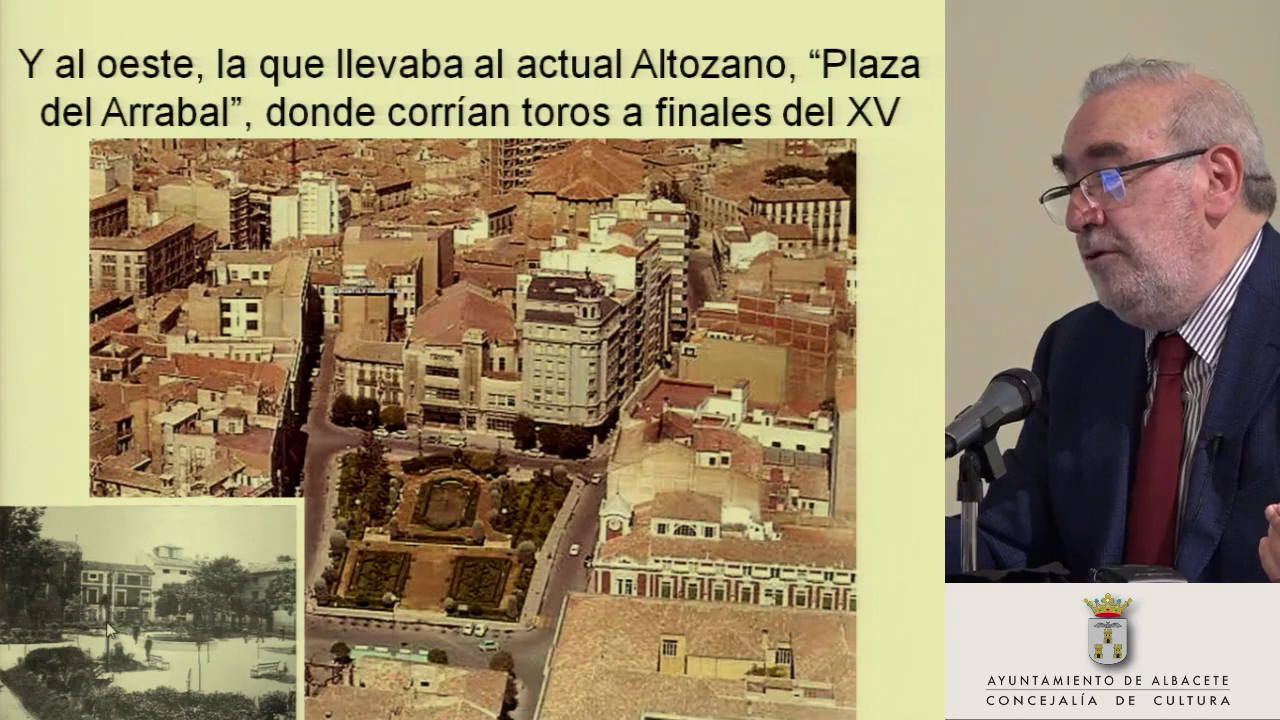 Y al oeste, la que llevaba al actual Altozano, “Plaza
del Arrabal”, donde corrían toros a finales del XV
AYUNTAMIENTO DE ALBACETE
CONCEJALÍA DE CULTURA